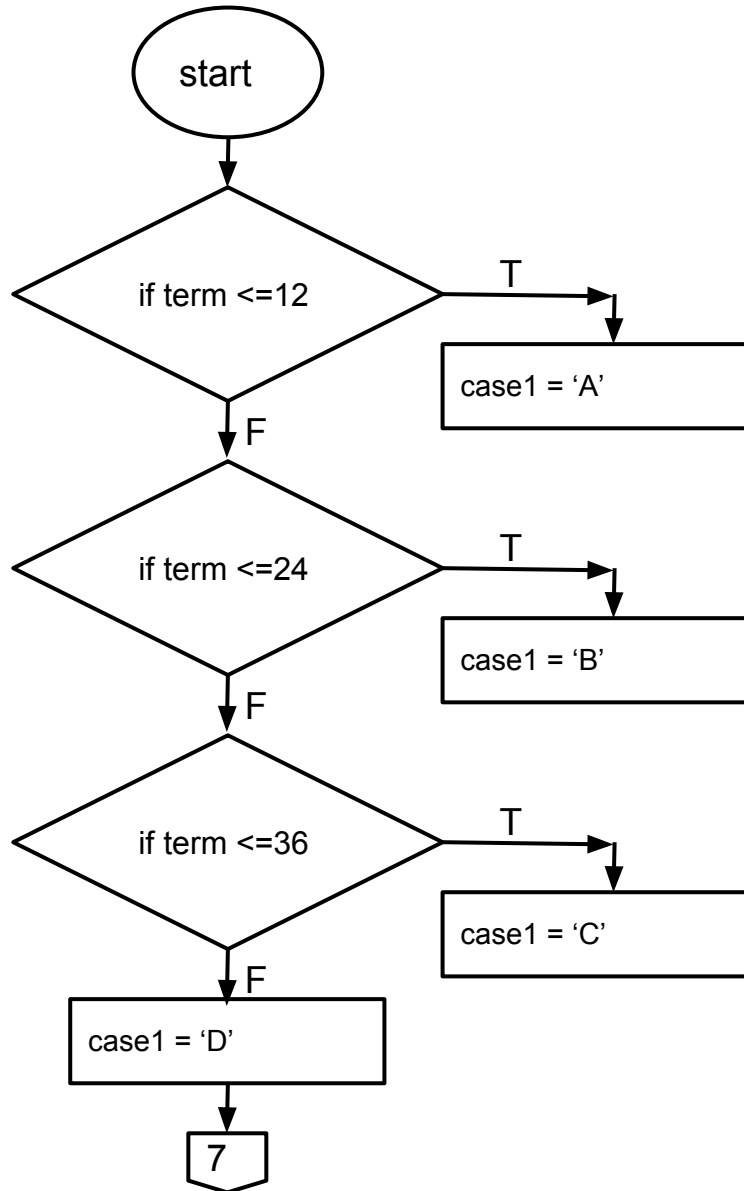 start
if term <=12
T
case1 = ‘A’
F
if term <=24
T
case1 = ‘B’
F
if term <=36
T
case1 = ‘C’
F
case1 = ‘D’
7